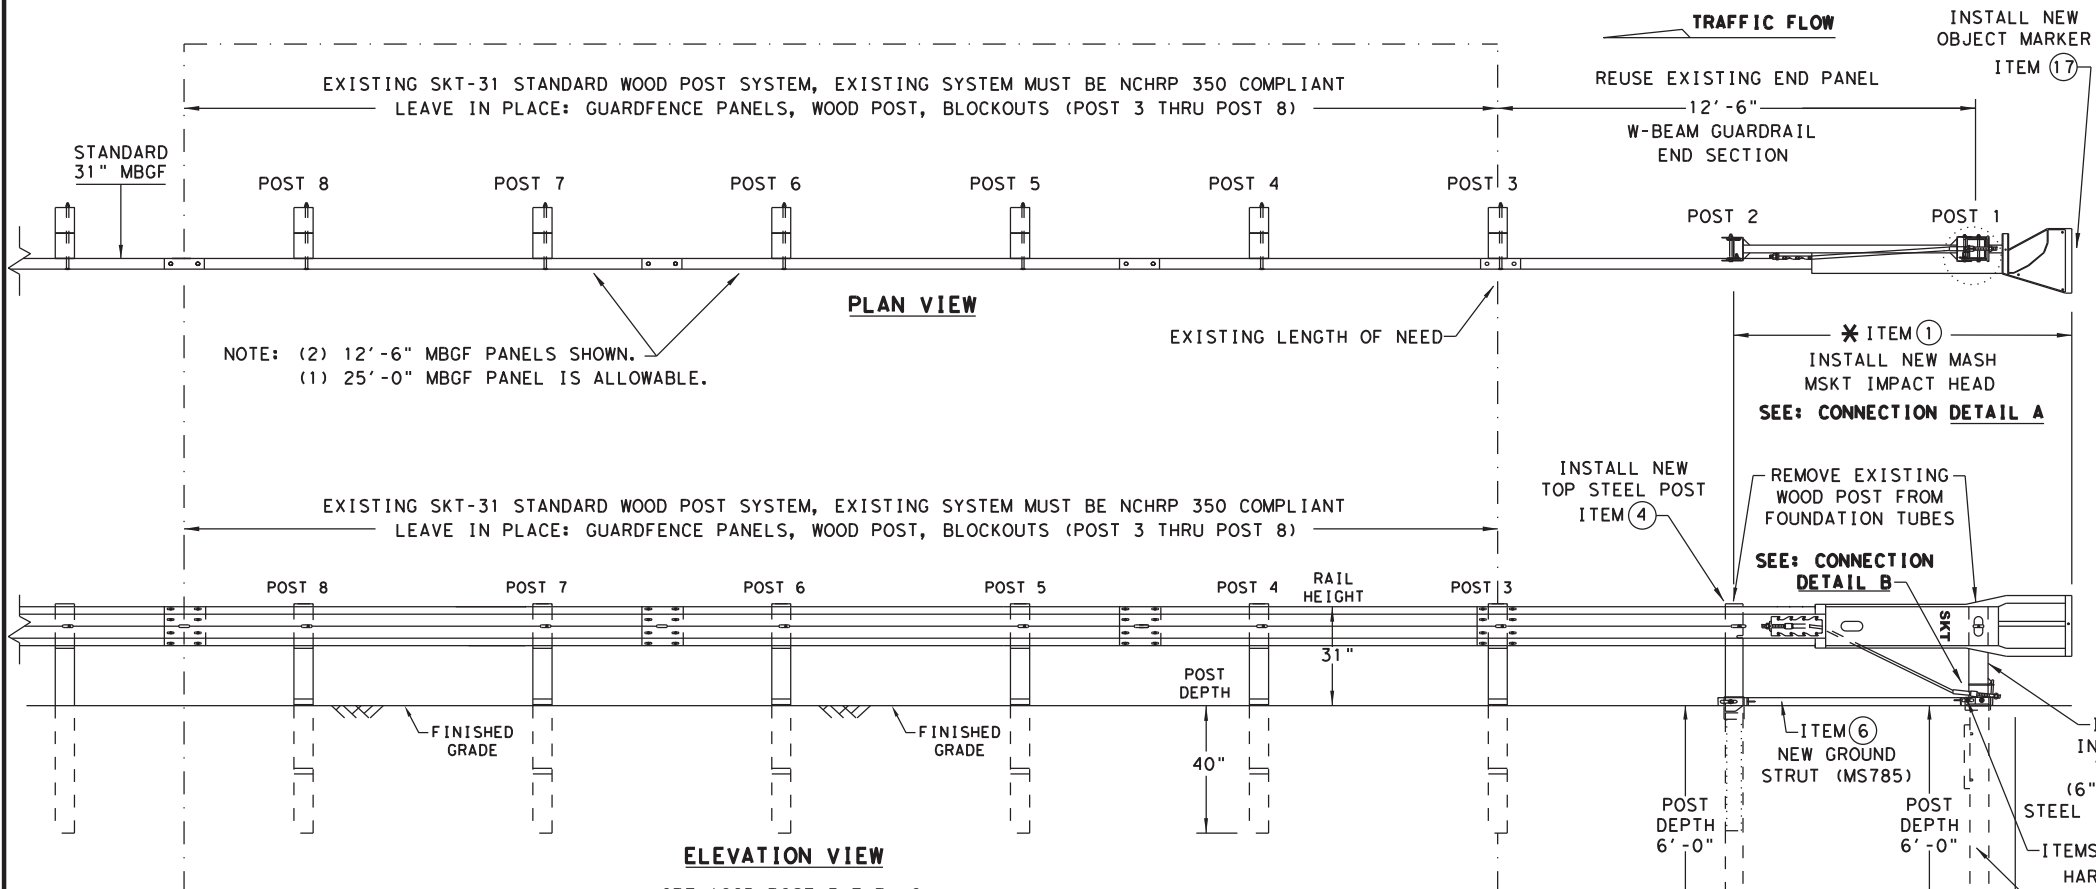 TRAFFIC FLOW
INSTALL NEW
OBJECT MARKER
ITEM 17
EXISTING SKT-31 STANDARD WOOD POST SYSTEM, EXISTING SYSTEM MUST BE NCHRP 350 COMPLIANT
LEAVE IN PLACE: GUARDFENCE PANELS, WOOD POST, BLOCKOUTS (POST 3 THRU POST 8)
REUSE EXISTING END PANEL
12'-6"
W-BEAM GUARDRAIL
END SECTION
STANDARD
31" MBGF
POST 8
POST 7
POST 6
POST 5
POST 4
POST 3
POST 2
POST 1
PLAN VIEW
EXISTING LENGTH OF NEED
NOTE: (2) 12'-6" MBGF PANELS SHOWN.
(1) 25'-0" MBGF PANEL IS ALLOWABLE.
* ITEM 1
INSTALL NEW MASH
MSKT IMPACT HEAD
SEE: CONNECTION DETAIL A
INSTALL NEW
TOP STEEL POST
ITEM 4
REMOVE EXISTING
WOOD POST FROM
FOUNDATION TUBES
SEE: CONNECTION
DETAIL B
EXISTING SKT-31 STANDARD WOOD POST SYSTEM, EXISTING SYSTEM MUST BE NCHRP 350 COMPLIANT
LEAVE IN PLACE: GUARDFENCE PANELS, WOOD POST, BLOCKOUTS (POST 3 THRU POST 8)
POST 8
POST 7
POST 6
POST 5
POST 4
RAIL
HEIGHT
31"
POST 3
SKT
POST
DEPTH
40"
FINISHED
GRADE
FINISHED
GRADE
ITEM 6
NEW GROUND
STRUT (MS785)
POST
DEPTH
6'-0"
POST
DEPTH
6'-0"
IN
(6"
STEEL
ITEMS
HAR
ELEVATION VIEW